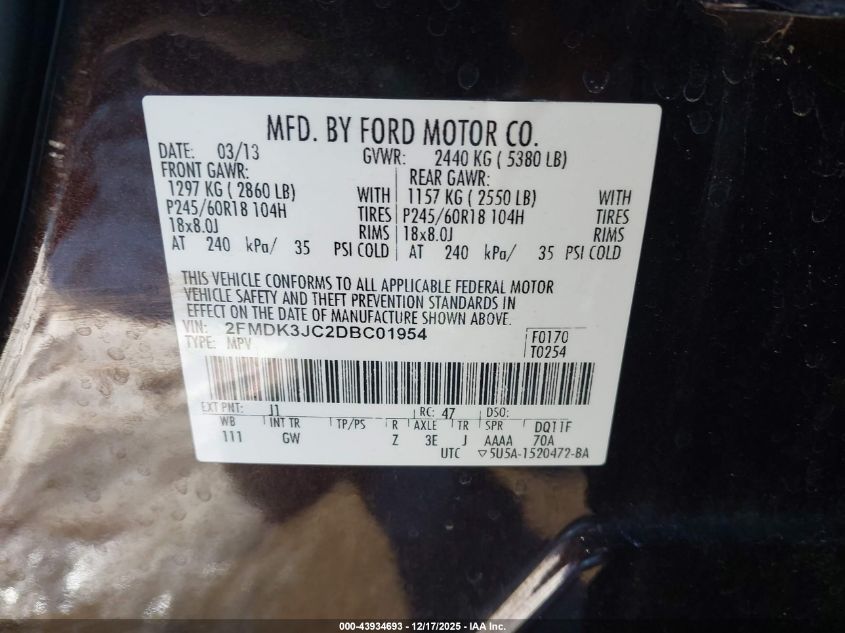 MFD. BY FORD MOTOR CO.
DATE: 03/13 GVWR: 2440 KG ( 5380 LB)
FRONT GAWR: REAR GAWR:
1297 KG ( 2860 LB) WITH 1157 KG ( 2550 LB) WITH
P245/60R18 104H TIRES P245/60R18 104H TIRES
18x8.0J RIMS 18x8.0J RIMS
AT 240 kPa/ 35 PSI COLD AT 240 kPa/ 35 PSI COLD
THIS VEHICLE CONFORMS TO ALL APPLICABLE FEDERAL MOTOR
VEHICLE SAFETY AND THEFT PREVENTION STANDARDS IN
EFFECT ON THE DATE OF MANUFACTURE SHOWN ABOVE.
VIN: 2FMDK3JC2DBC01954 F0170
TYPE: MPV T0254
EXT PNT: J1 RC: 47 DSO:
WB INT TR TP/PS R AXLE TR SPR DQ11F
111 GW Z 3E J AAAA 70A
UTC ▽5U5A-1520472-BA
000-43934693 - 12/17/2025 - IAA Inc.